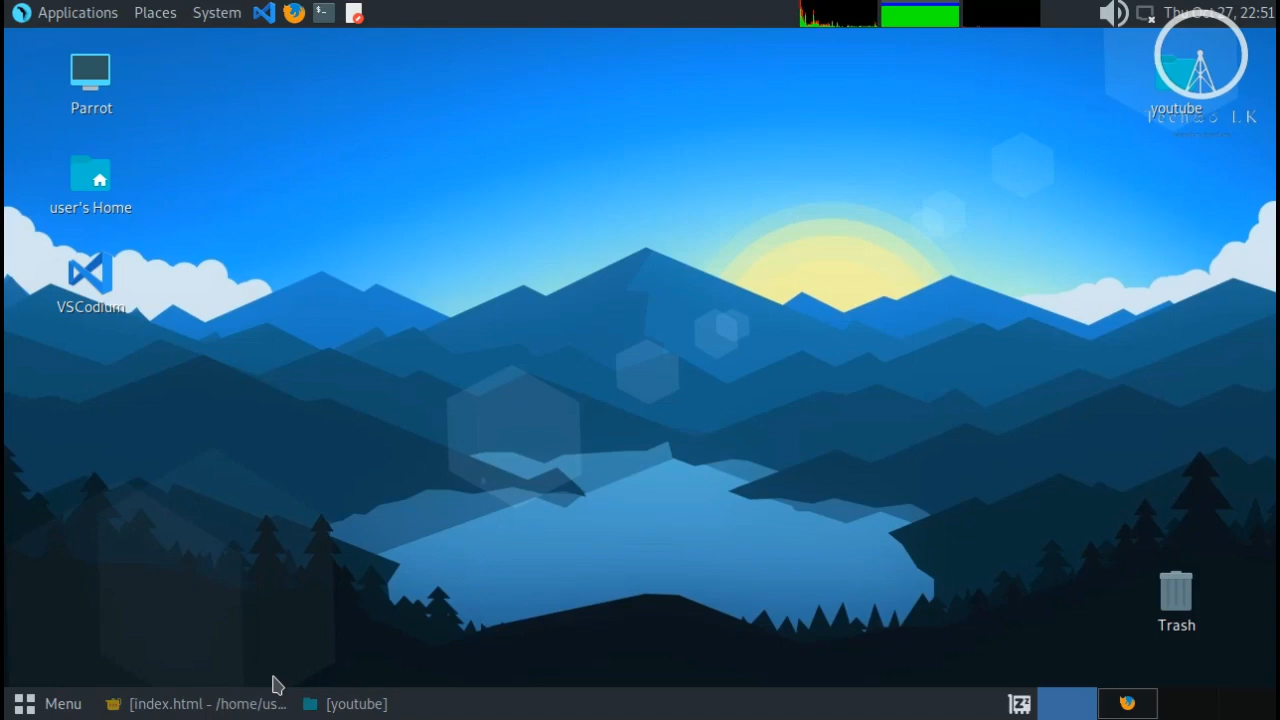 Applications Places System
Thu Oct 27, 22:51
Parrot
youtube
user's Home
VSCodium
Trash
Menu [index.html - /home/us... [youtube]